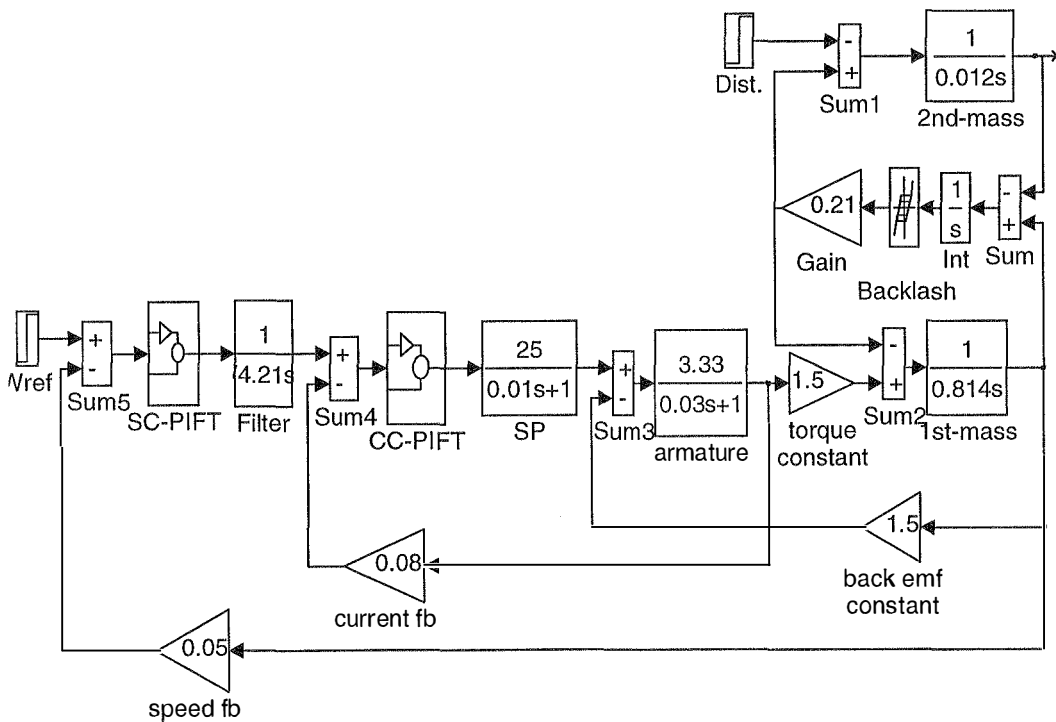 -
+
Dist.
Sum1
1
0.012s
2nd-mass
0.21
1
s
-
+
Gain
Int
Sum
Backlash
Wref
+
-
Sum5
SC-PIFT
1
4.21s
Filter
+
-
Sum4
CC-PIFT
25
0.01s+1
SP
+
-
Sum3
3.33
0.03s+1
armature
1.5
torque
constant
-
+
Sum2
1
0.814s
1st-mass
1.5
back emf
constant
0.08
current fb
0.05
speed fb